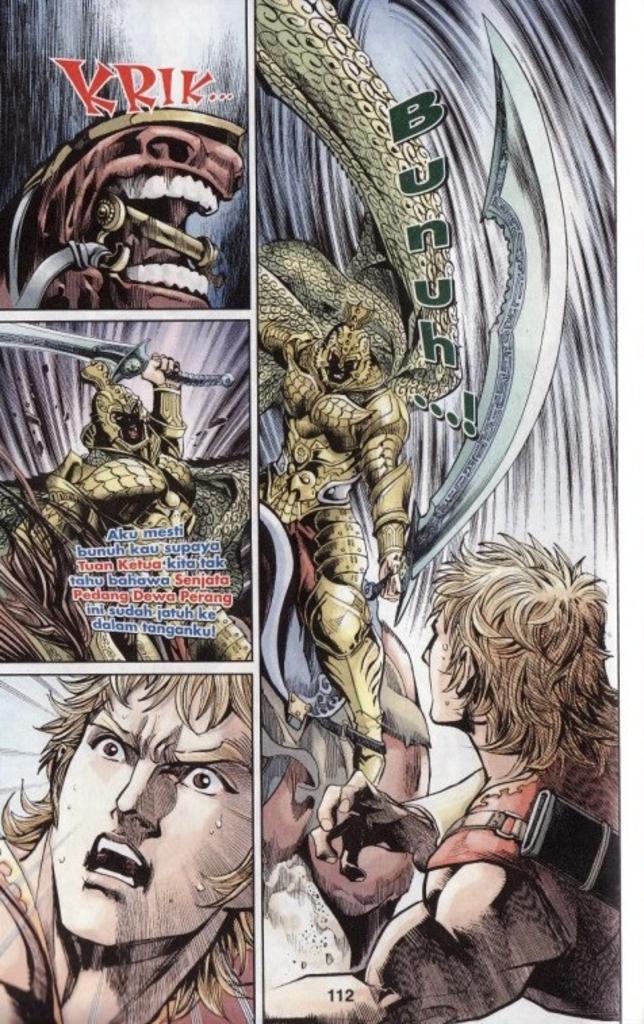 KRIK...
Aku mesti
bunuh kau supaya
Tuan Ketua kita tak
tahu bahawa Senjata
Pedang Dewa Perang
ini sudah jatuh ke
dalam tanganku!
Bunuh...!
112